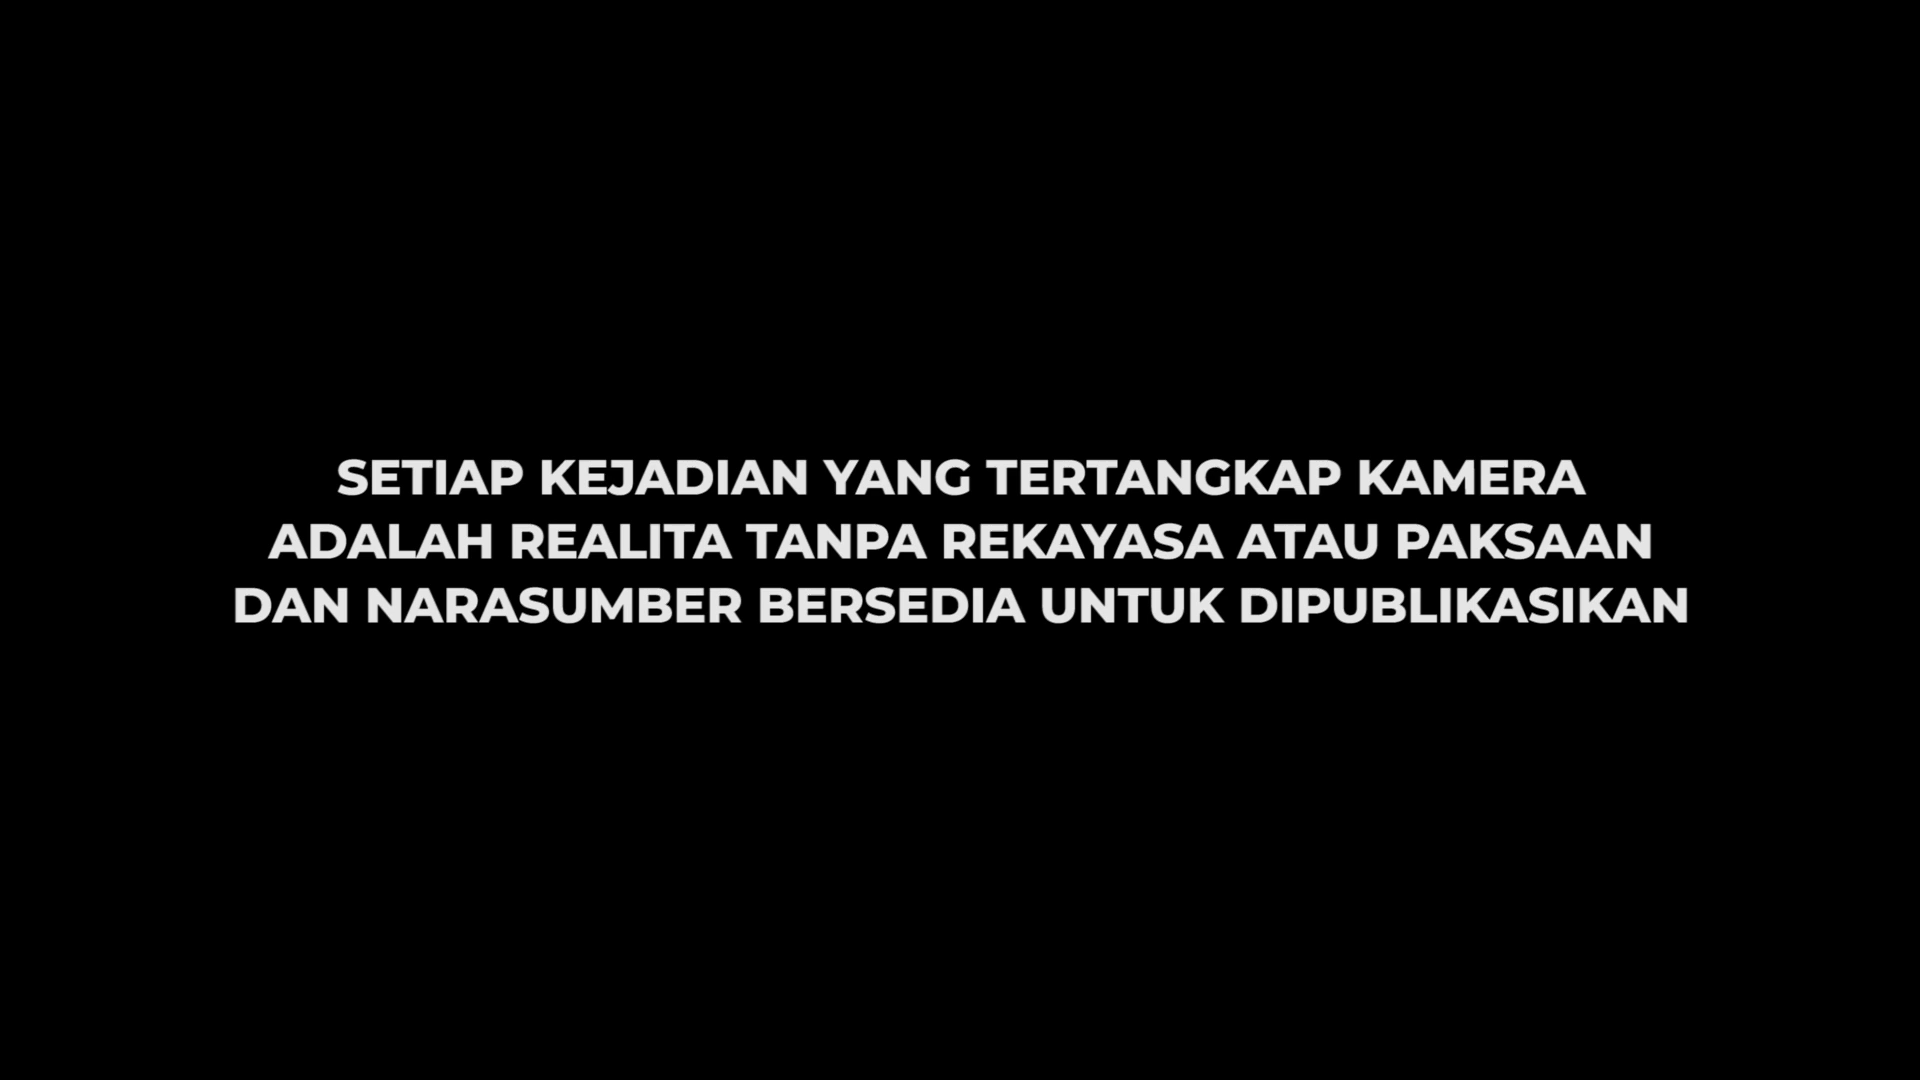 SETIAP KEJADIAN YANG TERTANGKAP KAMERA
ADALAH REALITA TANPA REKAYASA ATAU PAKSAAN
DAN NARASUMBER BERSEDIA UNTUK DIPUBLIKASIKAN